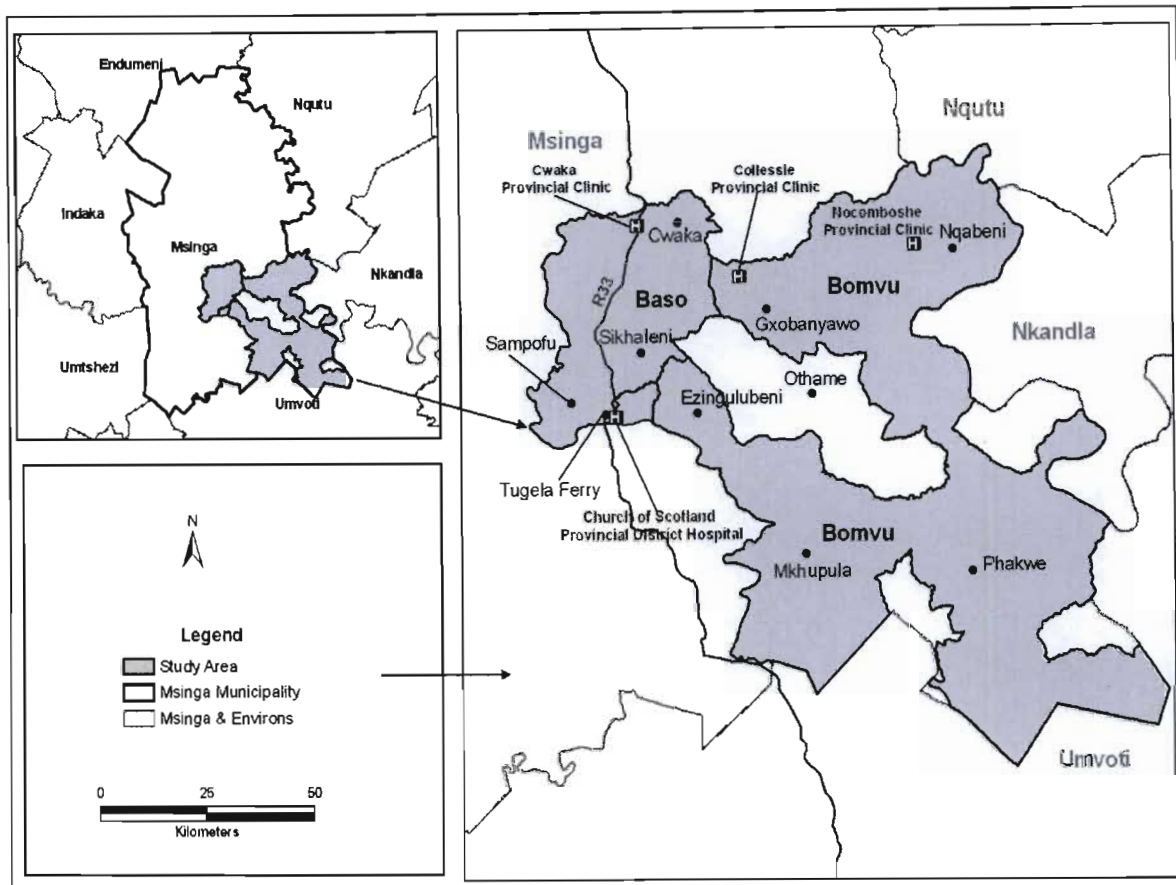 Endumeni
Nqutu
Indaka
Msinga
Nkandla
Umtshezi
Umvoti
N
Legend
Study Area
Msinga Municipality
Msinga & Environs
0 25 50
Kilometers
Nqutu
Msinga
Cwaka
Provincial Clinic
Collessie
Provincial Clinic
Nocomboshe
Provincial Clinic
Cwaka
Nqabeni
R33
Baso
Bomvu
Gxobanyawo
Nkandla
Sikhaleni
Sampofu
Othame
Ezingulubeni
Tugela Ferry
Church of Scotland
Provincial District Hospital
Bomvu
Mkhupula
Phakwe
Umvoti
H
H
H
H